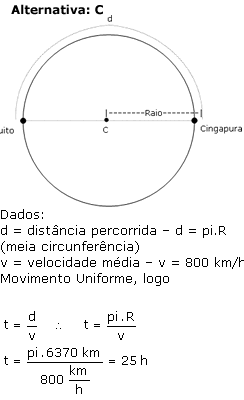 Alternativa: C
d
Raio
uito
C
Cingapura
Dados:
d = distância percorrida – d = pi.R
(meia circunferência)
v = velocidade média – v = 800 km/h
Movimento Uniforme, logo
t = d/v ∴ t = pi.R/v
t = pi.6370 km / 800 km/h = 25 h